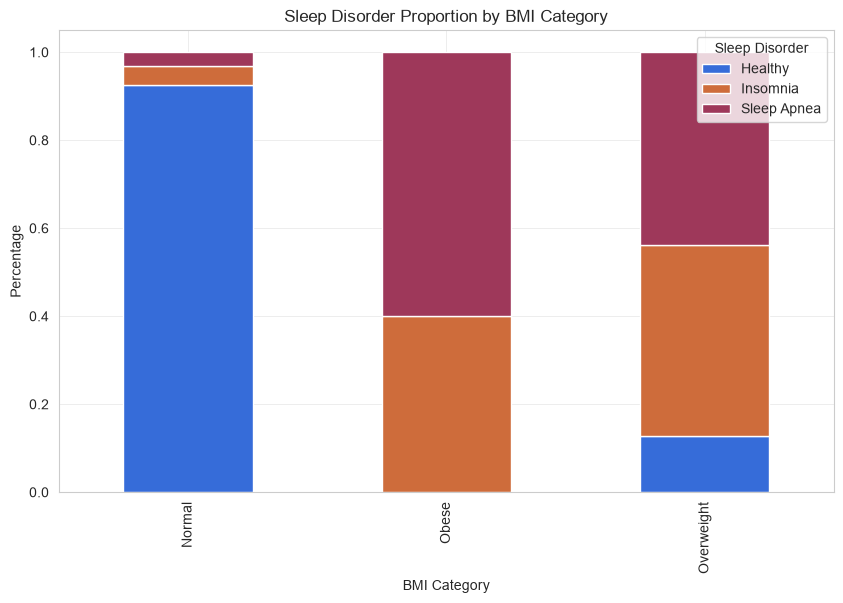 Sleep Disorder Proportion by BMI Category
Sleep Disorder
Healthy
Insomnia
Sleep Apnea
Percentage
1.0
0.8
0.6
0.4
0.2
0.0
Normal
Obese
Overweight
BMI Category